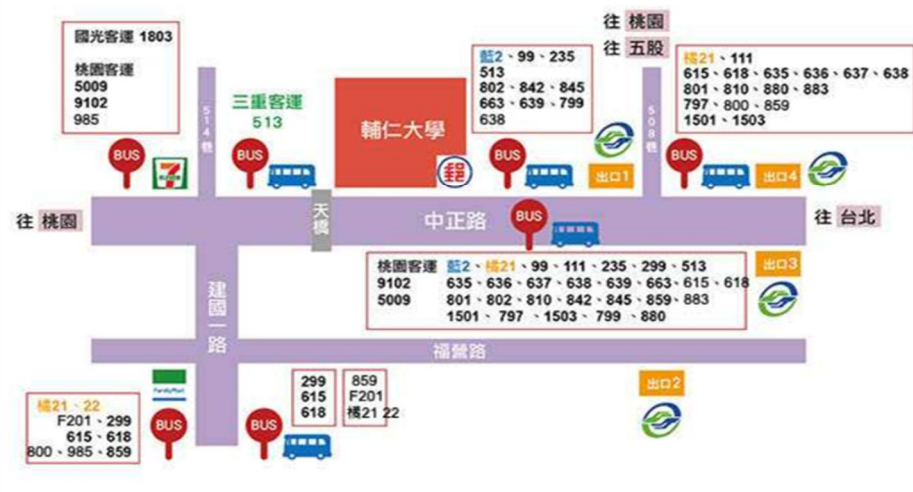 往 桃園
往 五股
國光客運 1803
桃園客運
5009
9102
985
514巷
三重客運
513
BUS
7
ELEVEN
BUS
輔仁大學
郵
藍2、99、235
513
802、842、845
663、639、799
638
BUS
出口1
508巷
橘21、111
615、618、635、636、637、638
801、810、880、883
797、800、859
1501、1503
BUS
出口4
往 桃園
天橋
中正路
BUS
往 台北
建國一路
桃園客運 藍2、橘21、99、111、235、299、513
9102 635、636、637、638、639、663、615、618
5009 801、802、810、842、845、859、883
1501、797、1503、799、880
出口3
福營路
FamilyMart
橘21、22
F201、299
615、618
800、985、859
BUS
BUS
299
615
618
859
F201
橘21 22
出口2